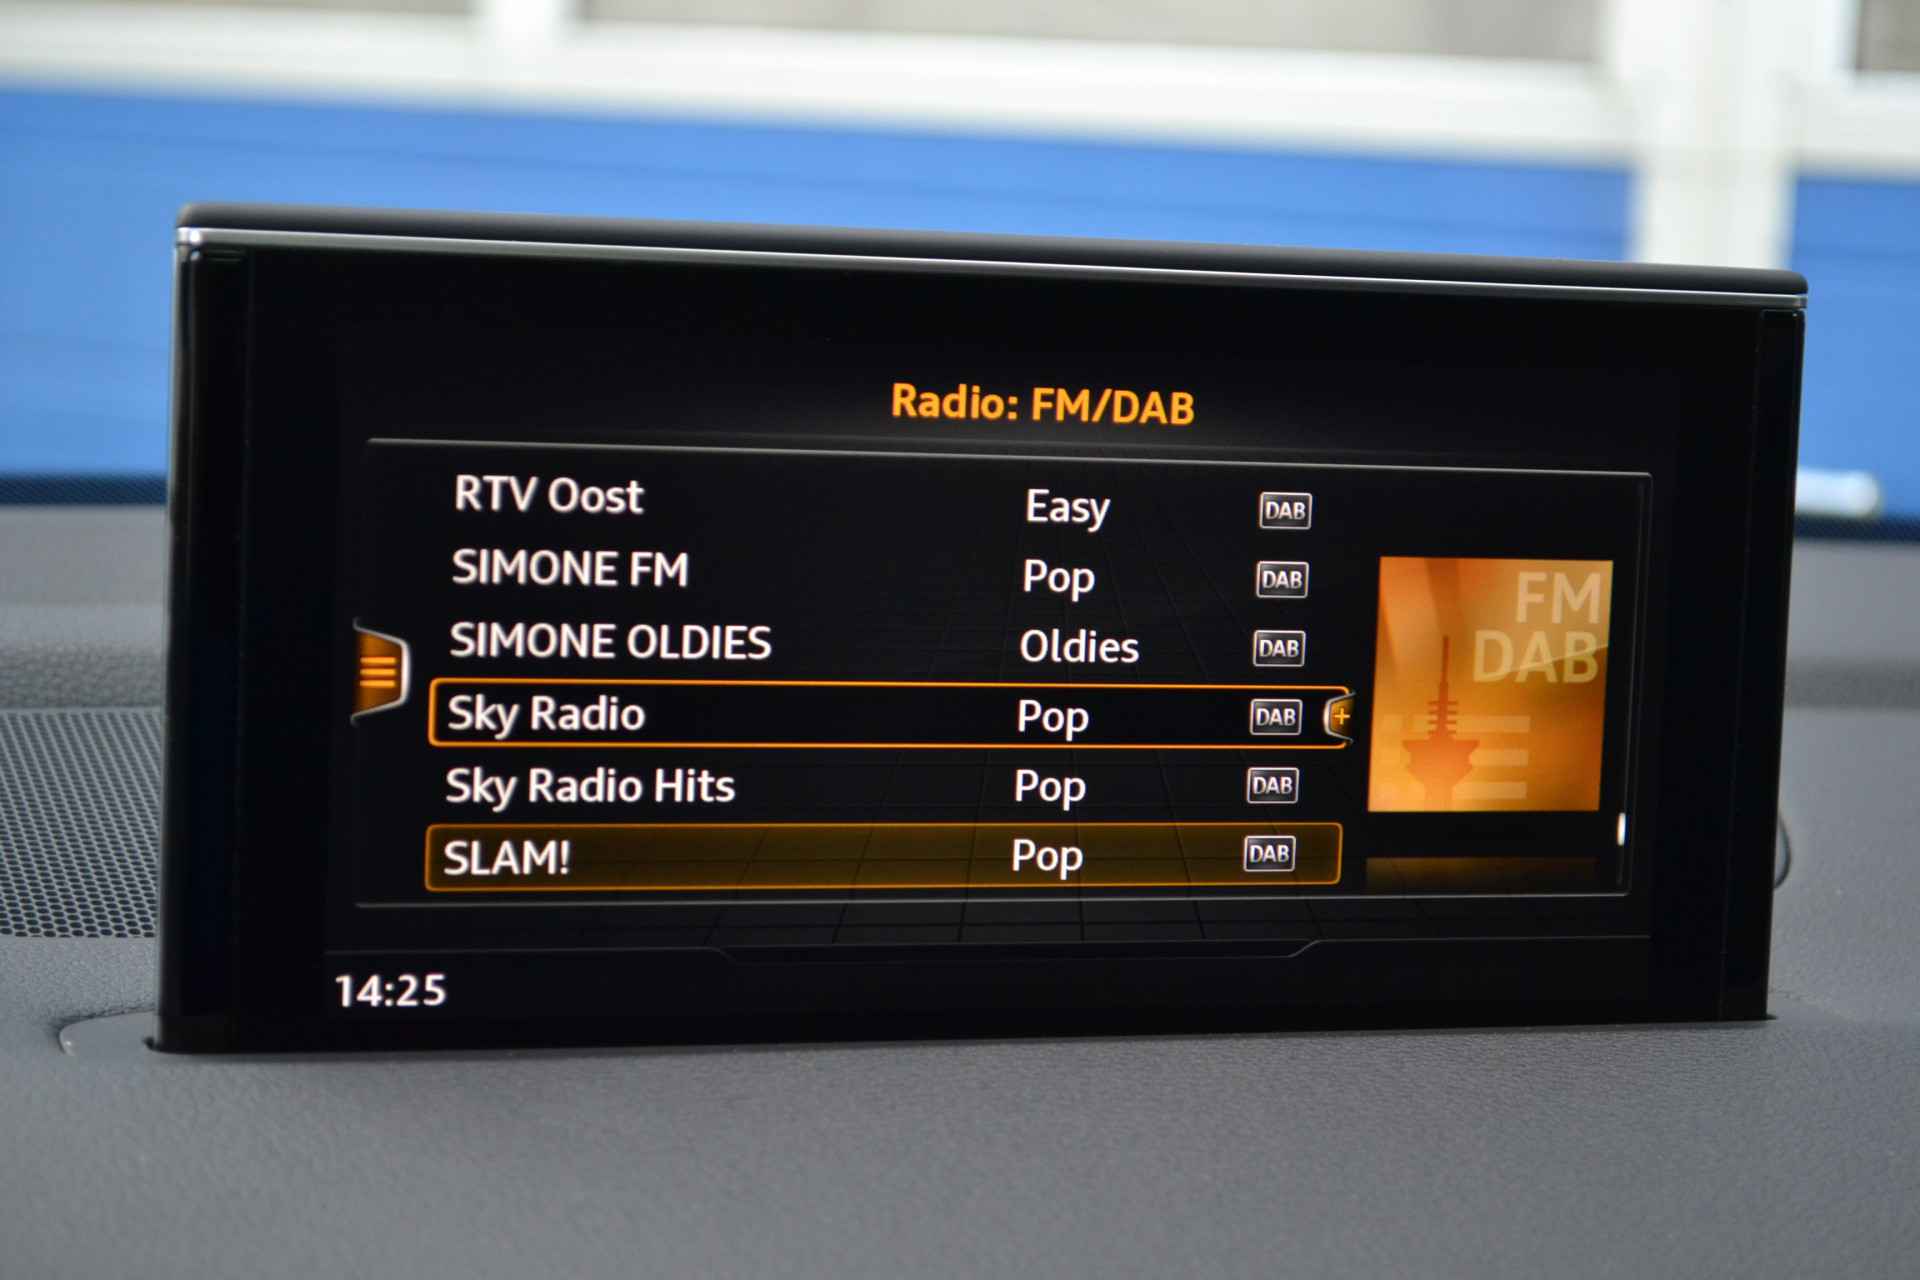 Radio: FM/DAB
RTV Oost Easy DAB
SIMONE FM Pop DAB
SIMONE OLDIES Oldies DAB
Sky Radio Pop DAB +
Sky Radio Hits Pop DAB
SLAM! Pop DAB
FM
DAB
14:25